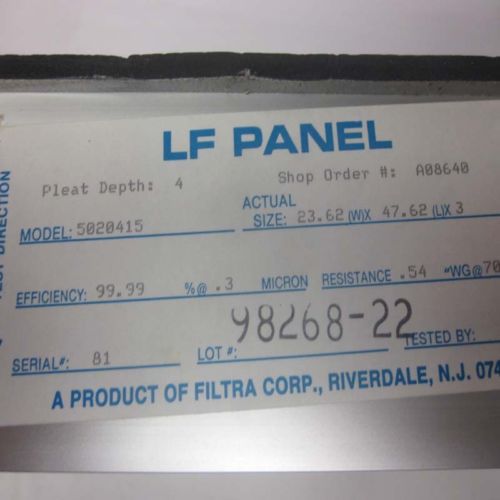 LF PANEL
Pleat Depth: 4 Shop Order #: A08640
ACTUAL
MODEL: 5020415 SIZE: 23.62 (W)X 47.62 (L)X 3
EFFICIENCY: 99.99 %@ .3 MICRON RESISTANCE .54 "WG@70
SERIAL#: 81 LOT #: 98268-22 TESTED BY:
A PRODUCT OF FILTRA CORP., RIVERDALE, N.J. 074
DIRECTION